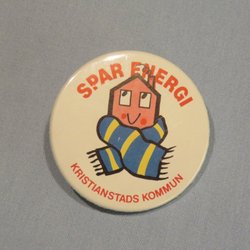 SPAR ENERGI
KRISTIANSTADS KOMMUN